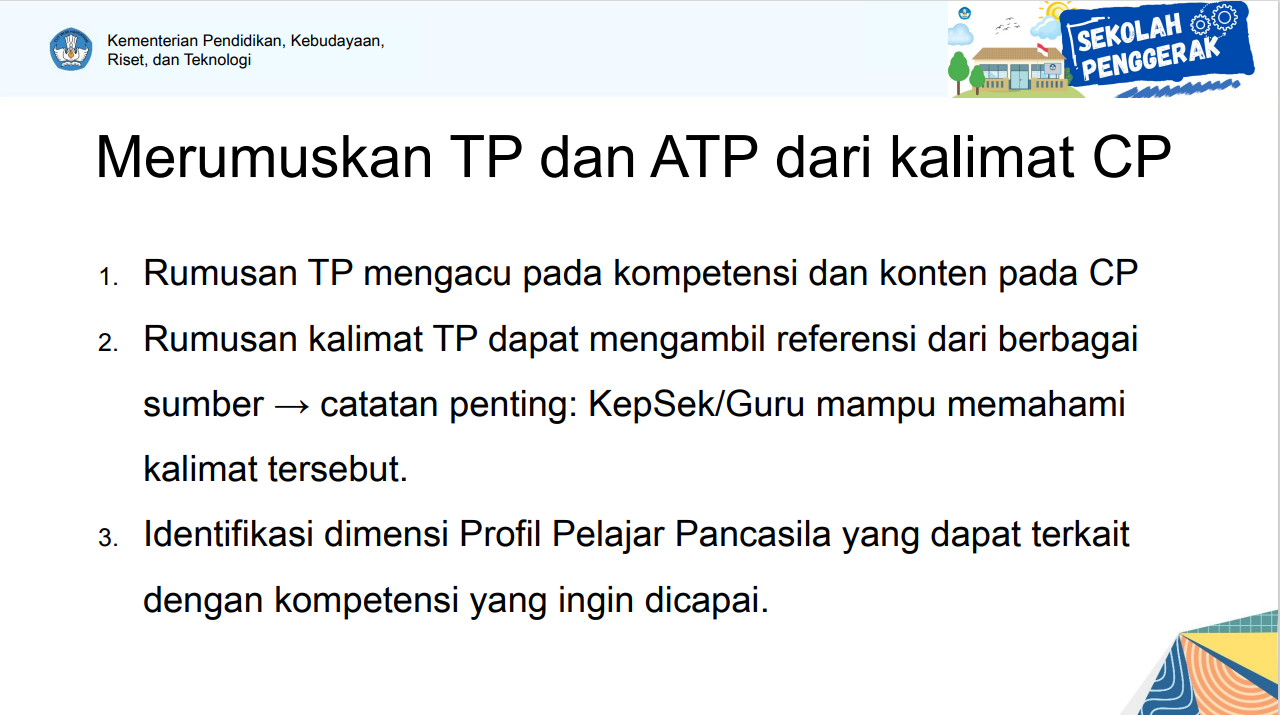 Kementerian Pendidikan, Kebudayaan,
Riset, dan Teknologi
SEKOLAH
PENGGERAK
Merumuskan TP dan ATP dari kalimat CP
1. Rumusan TP mengacu pada kompetensi dan konten pada CP
2. Rumusan kalimat TP dapat mengambil referensi dari berbagai
sumber → catatan penting: KepSek/Guru mampu memahami
kalimat tersebut.
3. Identifikasi dimensi Profil Pelajar Pancasila yang dapat terkait
dengan kompetensi yang ingin dicapai.